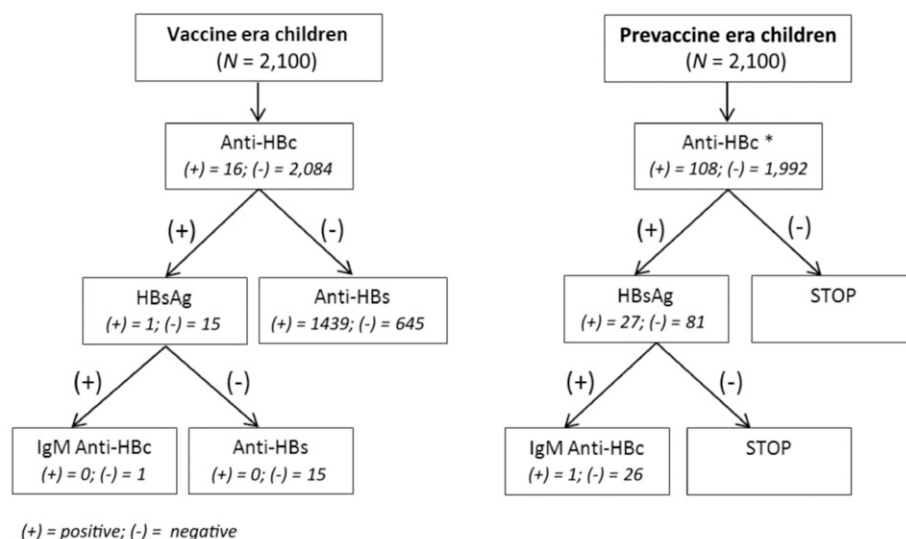 Vaccine era children
(N = 2,100)
Prevaccine era children
(N = 2,100)
Anti-HBc
(+) = 16; (-) = 2,084
Anti-HBc *
(+) = 108; (-) = 1,992
(+)
(-)
(+)
(-)
HBsAg
(+) = 1; (-) = 15
Anti-HBs
(+) = 1439; (-) = 645
HBsAg
(+) = 27; (-) = 81
STOP
(+)
(-)
(+)
(-)
IgM Anti-HBc
(+) = 0; (-) = 1
Anti-HBs
(+) = 0; (-) = 15
IgM Anti-HBc
(+) = 1; (-) = 26
STOP
(+) = positive; (-) = negative